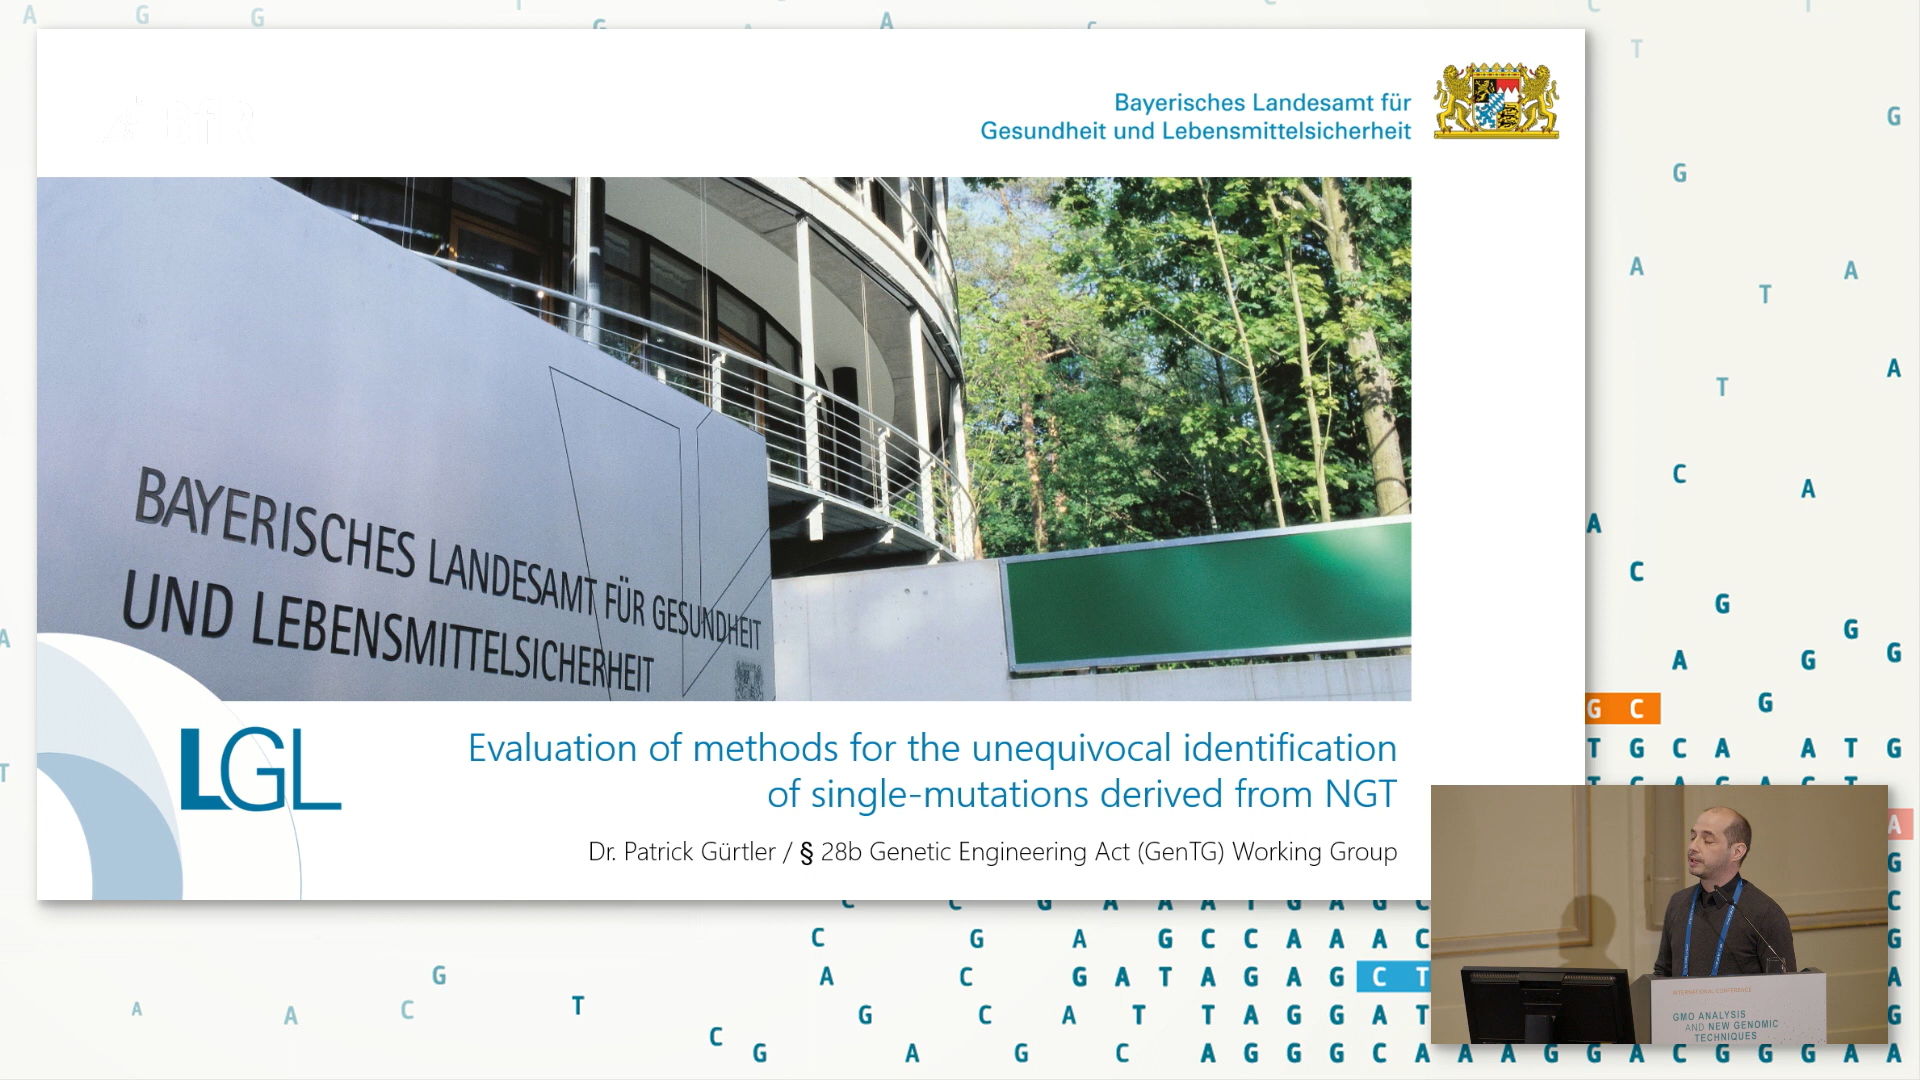 Bayerisches Landesamt für
Gesundheit und Lebensmittelsicherheit
BAYERISCHES LANDESAMT FÜR GESUNDHEIT
UND LEBENSMITTELSICHERHEIT
LGL
Evaluation of methods for the unequivocal identification
of single-mutations derived from NGT
Dr. Patrick Gürtler / § 28b Genetic Engineering Act (GenTG) Working Group
INTERNATIONAL CONFERENCE
GMO ANALYSIS
AND NEW GENOMIC
TECHNIQUES
G C
T G C A A T G
C G A G C C A A A C
A C G A T A G A G C T
G C A T T A G G A T
C G A G C A G G G C A A A G G A C G G G A A